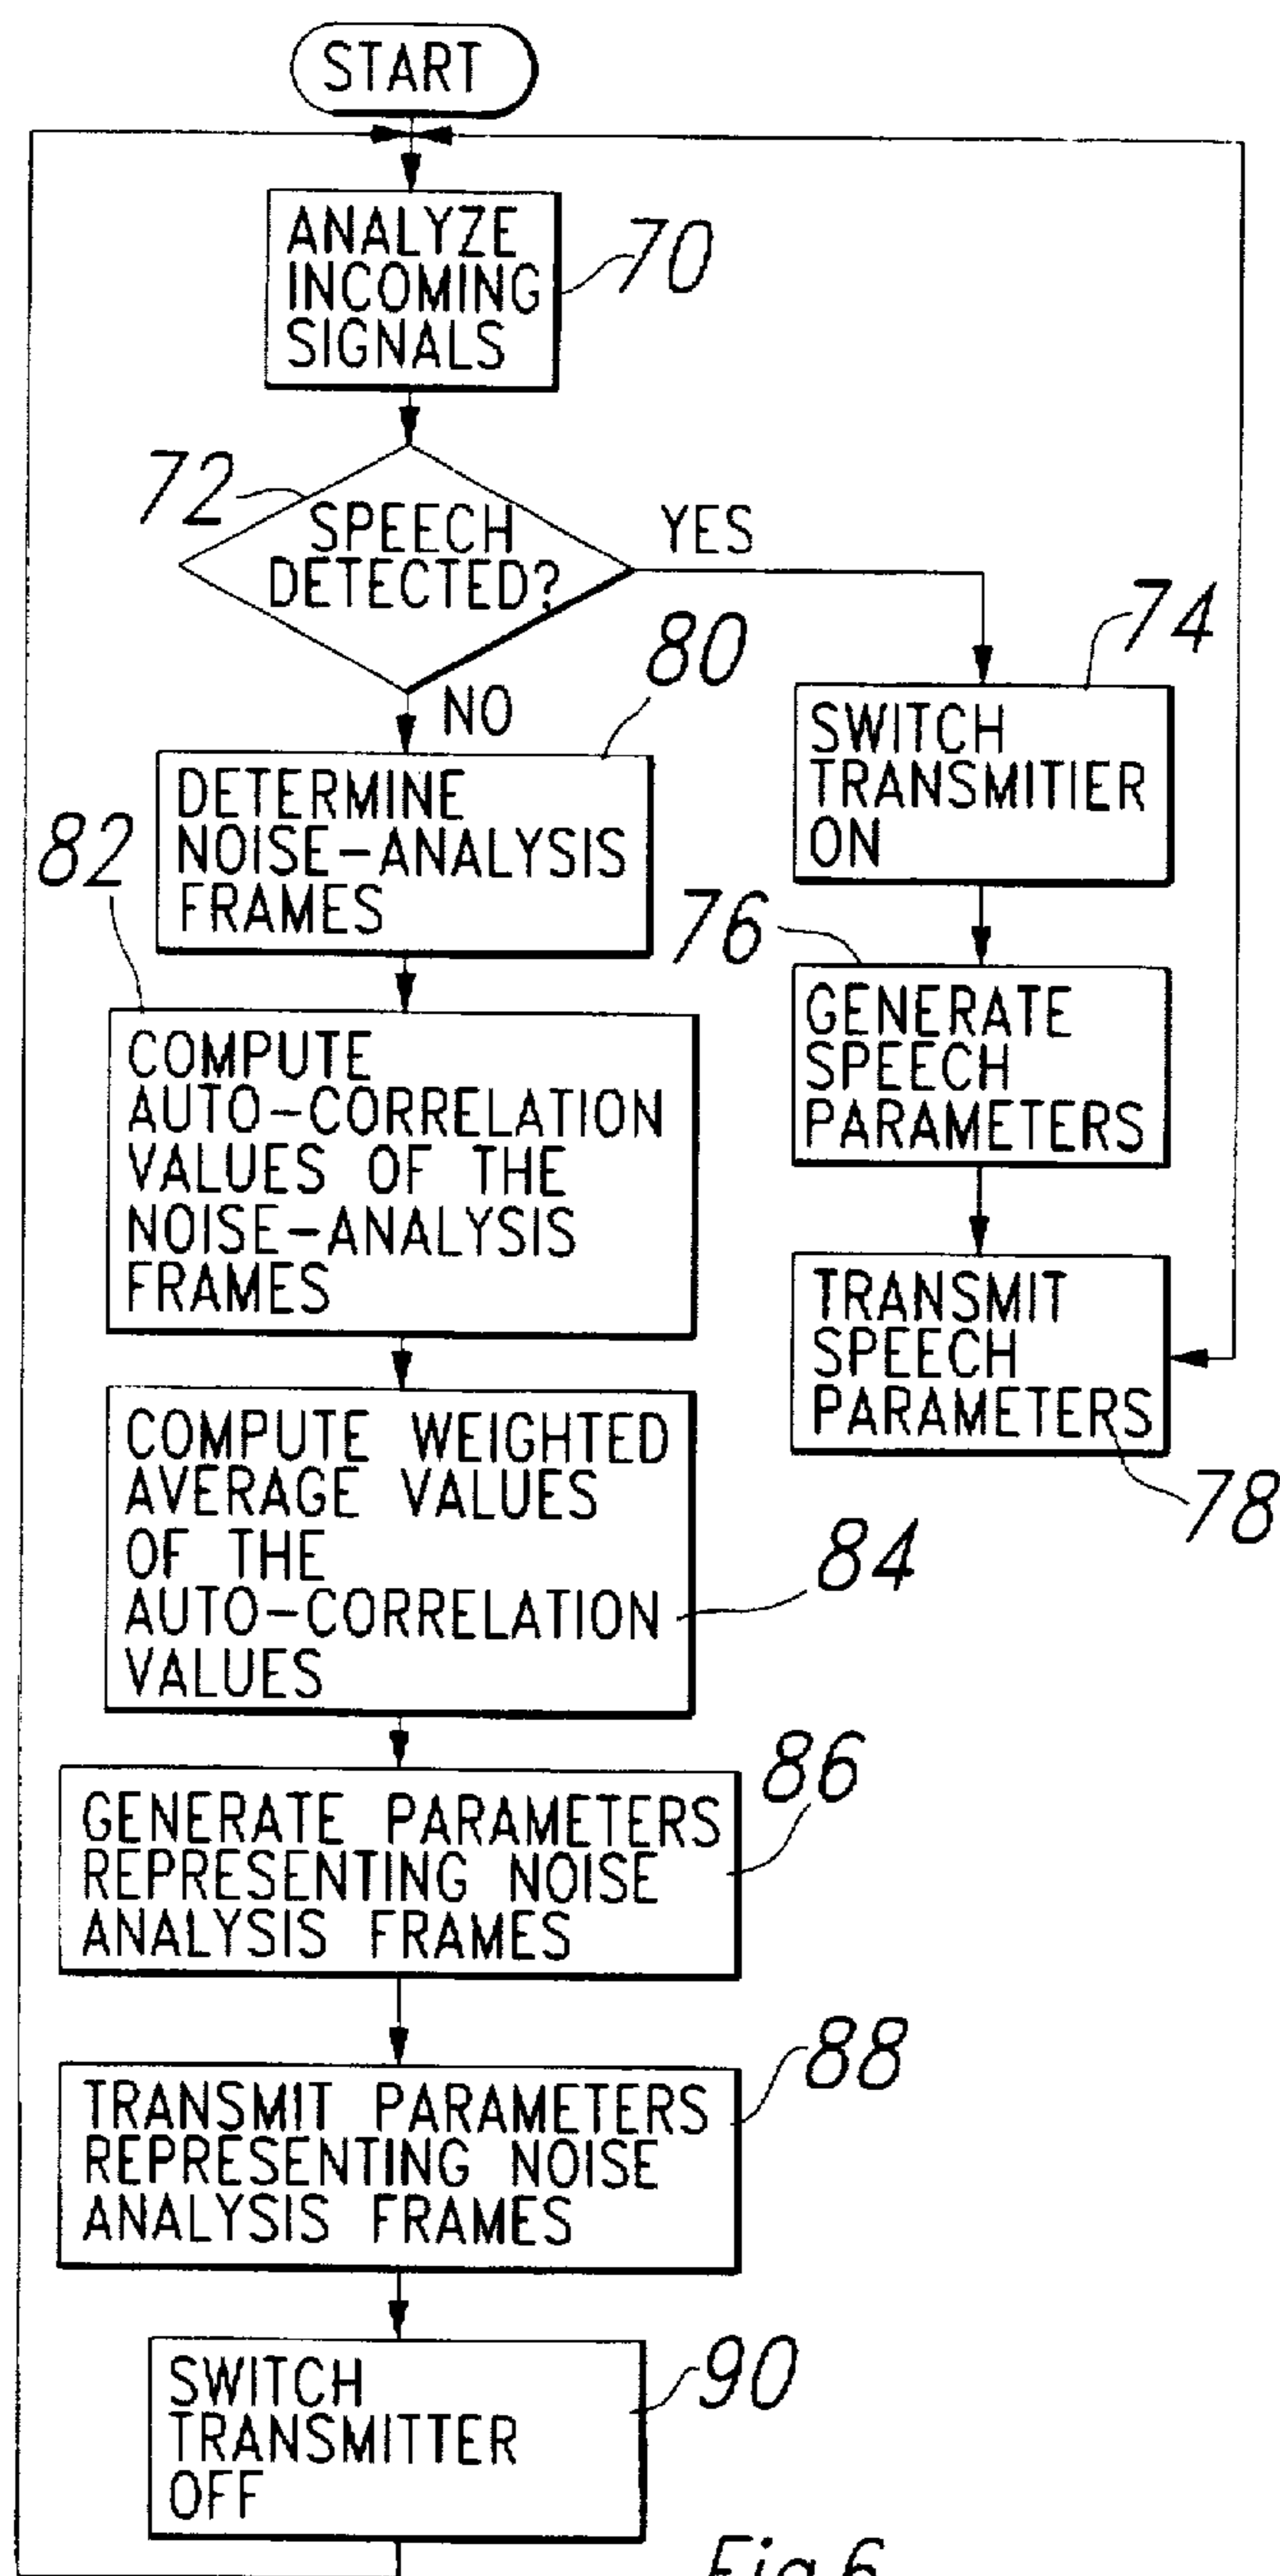 START
ANALYZE
INCOMING
SIGNALS
70
72
SPEECH
DETECTED?
YES
NO
74
SWITCH
TRANSMITIER
ON
76
GENERATE
SPEECH
PARAMETERS
TRANSMIT
SPEECH
PARAMETERS
78
80
DETERMINE
NOISE-ANALYSIS
FRAMES
82
COMPUTE
AUTO-CORRELATION
VALUES OF THE
NOISE-ANALYSIS
FRAMES
COMPUTE WEIGHTED
AVERAGE VALUES
OF THE
AUTO-CORRELATION
VALUES
84
GENERATE PARAMETERS
REPRESENTING NOISE
ANALYSIS FRAMES
86
TRANSMIT PARAMETERS
REPRESENTING NOISE
ANALYSIS FRAMES
88
SWITCH
TRANSMITTER
OFF
90
Fig.6